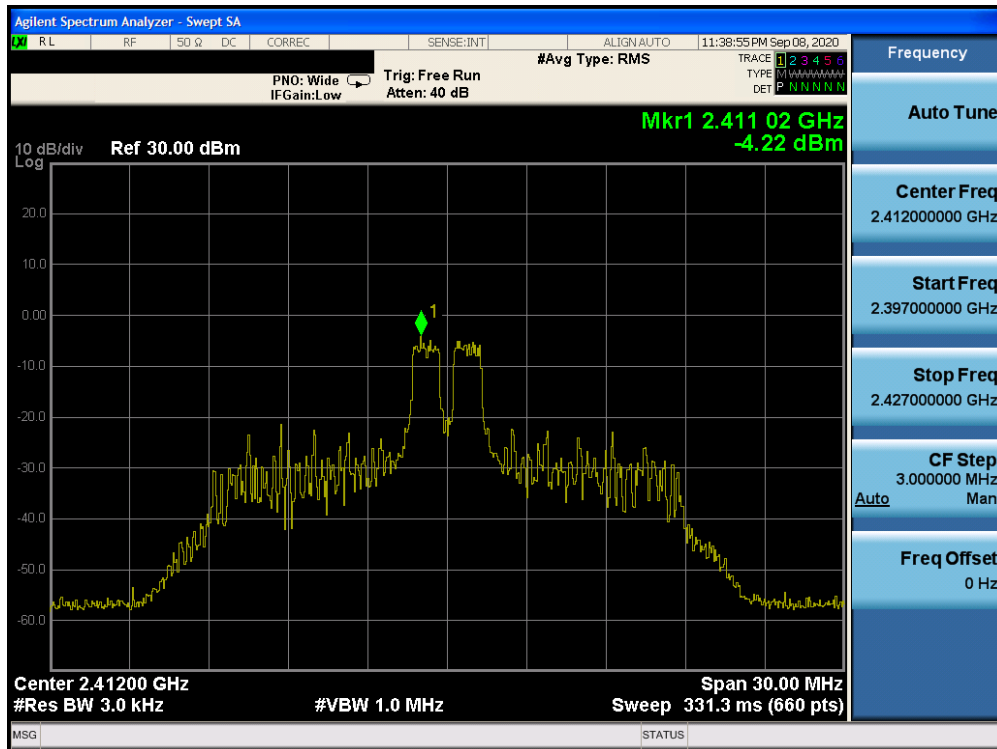 Agilent Spectrum Analyzer - Swept SA
LXI RL RF 50 Ω DC CORREC SENSE:INT ALIGN AUTO 11:38:55 PM Sep 08, 2020
Frequency
#Avg Type: RMS
TRACE 1 2 3 4 5 6
PNO: Wide Trig: Free Run
TYPE M WWWWW
IFGain:Low Atten: 40 dB
DET P N N N N N
Auto Tune
Mkr1 2.411 02 GHz
-4.22 dBm
10 dB/div Ref 30.00 dBm
Log
20.0
10.0
0.00
-10.0
-20.0
-30.0
-40.0
-50.0
-60.0
1
Center Freq
2.412000000 GHz
Start Freq
2.397000000 GHz
Stop Freq
2.427000000 GHz
CF Step
3.000000 MHz
Auto Man
Freq Offset
0 Hz
Center 2.41200 GHz Span 30.00 MHz
#Res BW 3.0 kHz #VBW 1.0 MHz Sweep 331.3 ms (660 pts)
MSG STATUS